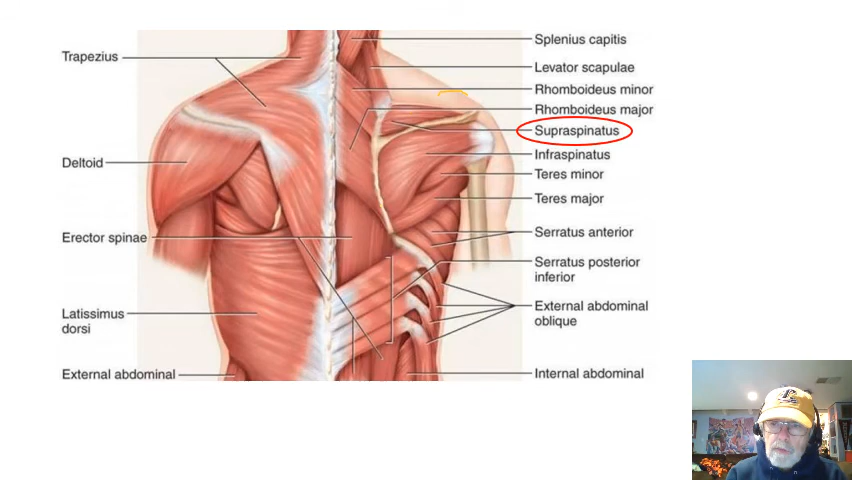 Trapezius
Deltoid
Erector spinae
Latissimus
dorsi
External abdominal
Splenius capitis
Levator scapulae
Rhomboideus minor
Rhomboideus major
Supraspinatus
Infraspinatus
Teres minor
Teres major
Serratus anterior
Serratus posterior
inferior
External abdominal
oblique
Internal abdominal